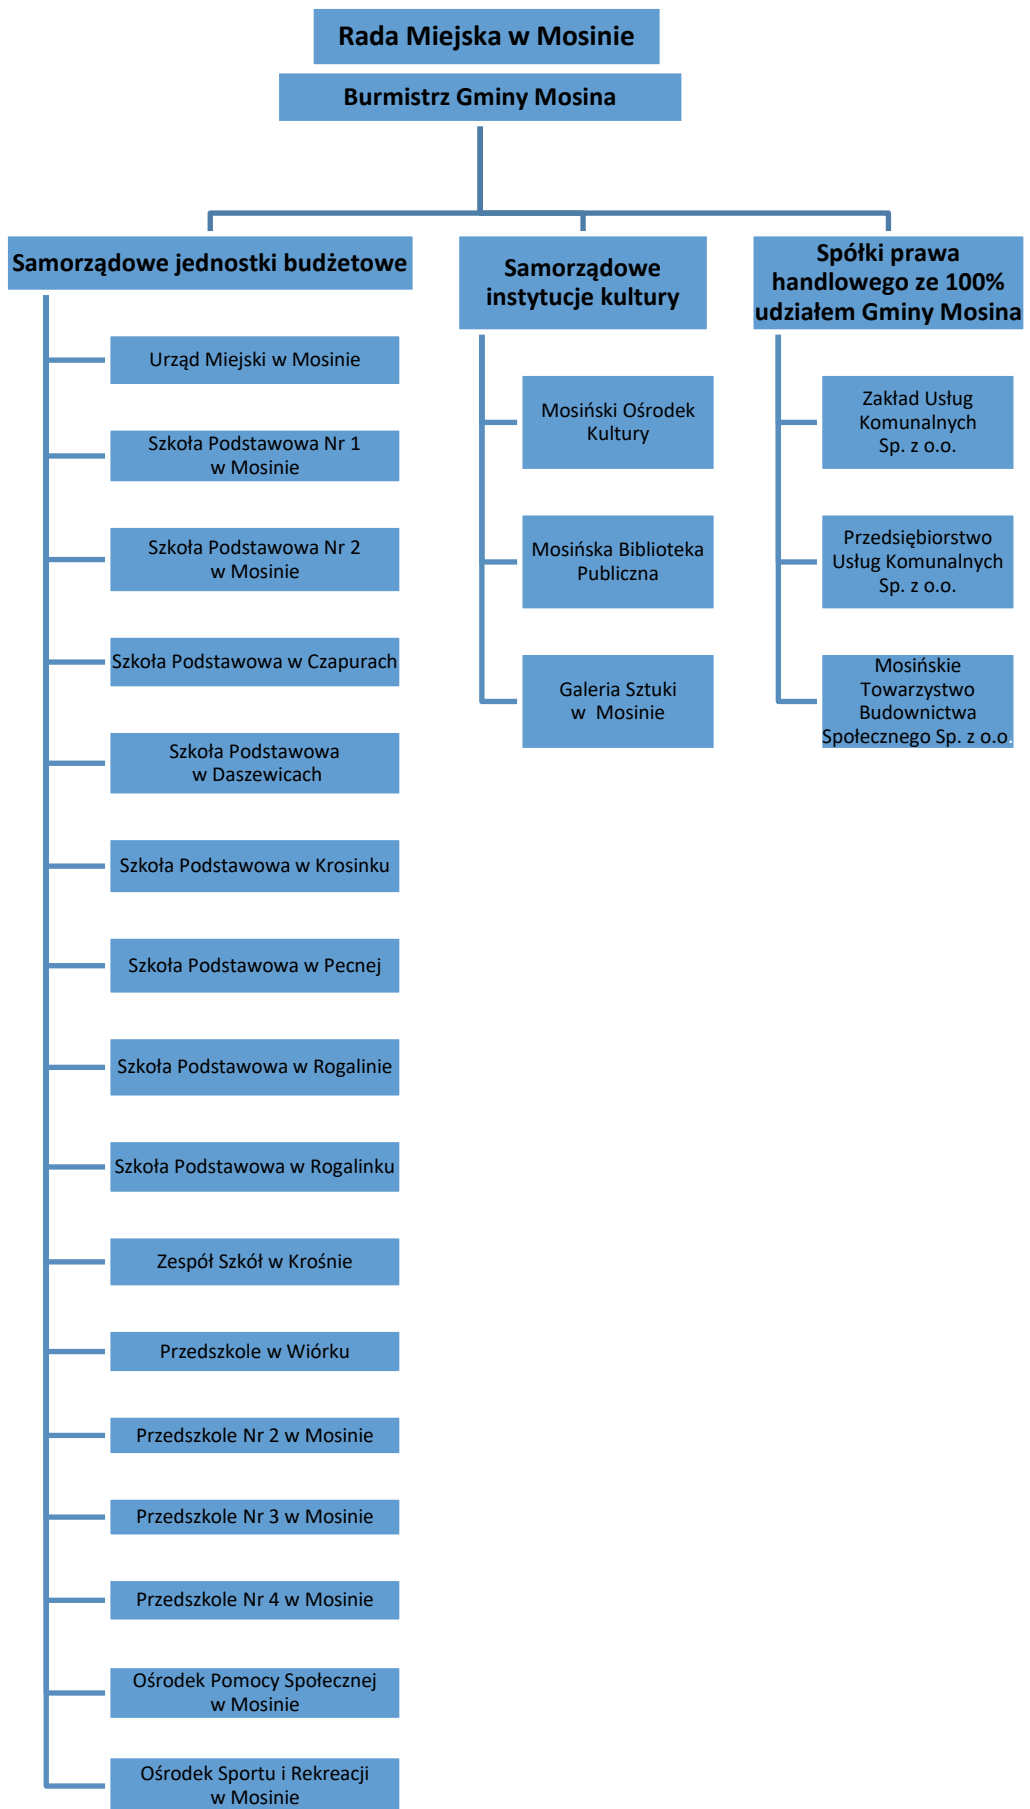 Rada Miejska w Mosinie
Burmistrz Gminy Mosina
Samorządowe jednostki budżetowe
Urząd Miejski w Mosinie
Szkoła Podstawowa Nr 1
w Mosinie
Szkoła Podstawowa Nr 2
w Mosinie
Szkoła Podstawowa w Czapurach
Szkoła Podstawowa
w Daszewicach
Szkoła Podstawowa w Krosinku
Szkoła Podstawowa w Pecnej
Szkoła Podstawowa w Rogalinie
Szkoła Podstawowa w Rogalinku
Zespół Szkół w Krośnie
Przedszkole w Wiórku
Przedszkole Nr 2 w Mosinie
Przedszkole Nr 3 w Mosinie
Przedszkole Nr 4 w Mosinie
Ośrodek Pomocy Społecznej
w Mosinie
Ośrodek Sportu i Rekreacji
w Mosinie
Samorządowe
instytucje kultury
Mosiński Ośrodek
Kultury
Mosińska Biblioteka
Publiczna
Galeria Sztuki
w Mosinie
Spółki prawa
handlowego ze 100%
udziałem Gminy Mosina
Zakład Usług
Komunalnych
Sp. z o.o.
Przedsiębiorstwo
Usług Komunalnych
Sp. z o.o.
Mosińskie
Towarzystwo
Budownictwa
Społecznego Sp. z o.o.